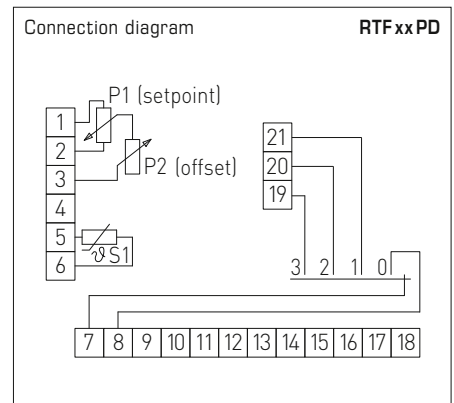 Connection diagram RTF xx PD
P1 (setpoint)
1
2
3
4
5
6
P2 (offset)
ϑ S1
21
20
19
3 2 1 0
7 8 9 10 11 12 13 14 15 16 17 18